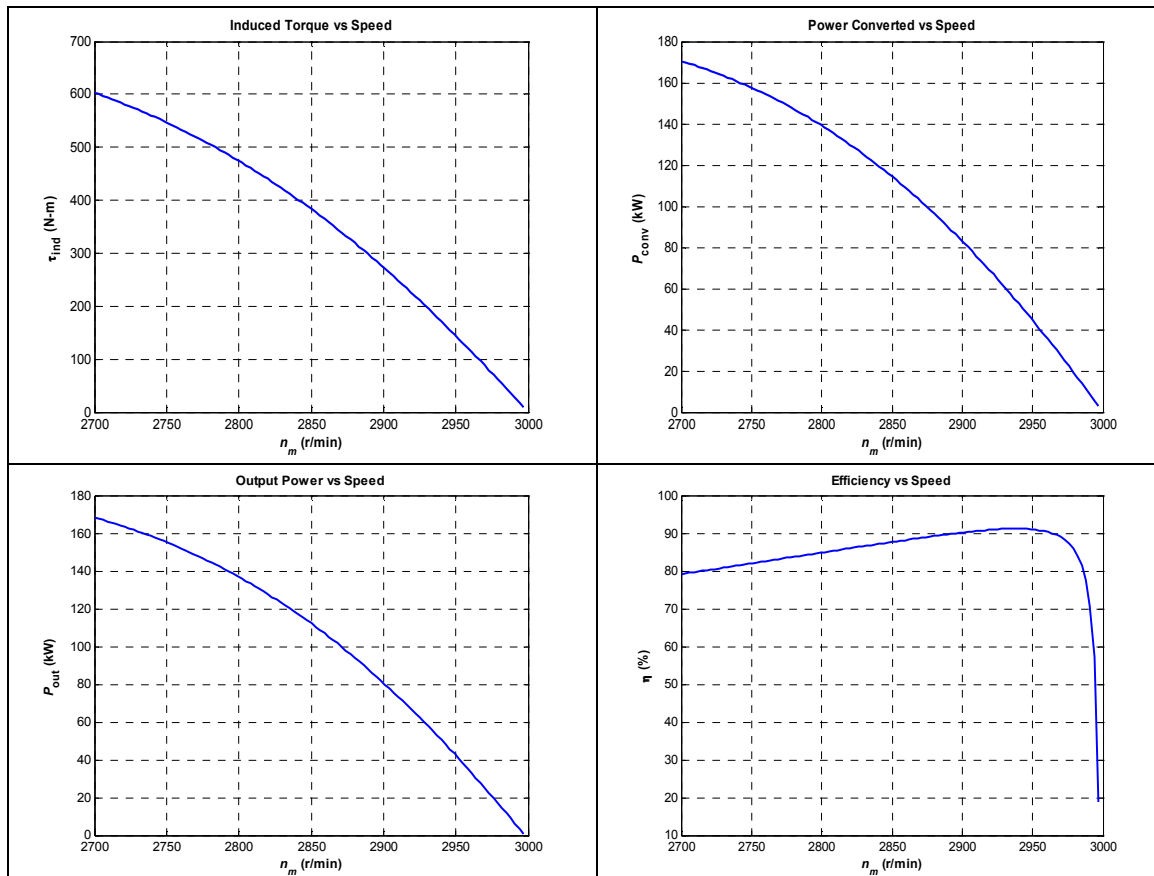 Induced Torque vs Speed
700
600
500
400
300
200
100
0
τind (N-m)
2700 2750 2800 2850 2900 2950 3000
nm (r/min)
Power Converted vs Speed
180
160
140
120
100
80
60
40
20
0
Pconv (kW)
2700 2750 2800 2850 2900 2950 3000
nm (r/min)
Output Power vs Speed
180
160
140
120
100
80
60
40
20
0
Pout (kW)
2700 2750 2800 2850 2900 2950 3000
nm (r/min)
Efficiency vs Speed
100
90
80
70
60
50
40
30
20
10
η (%)
2700 2750 2800 2850 2900 2950 3000
nm (r/min)